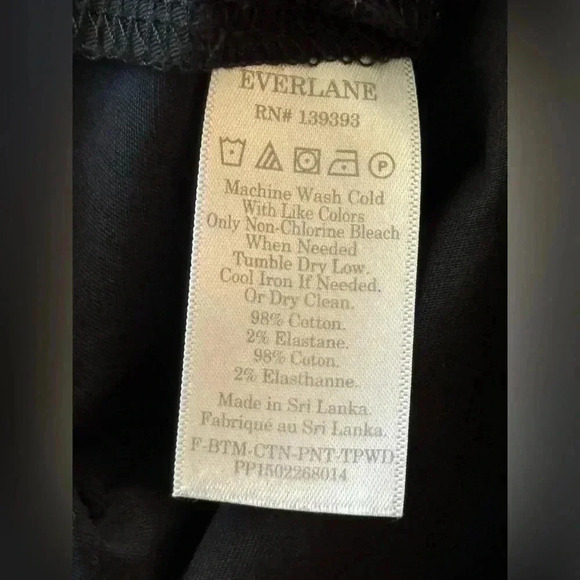 EVERLANE
RN# 139393
P
Machine Wash Cold
With Like Colors
Only Non-Chlorine Bleach
When Needed
Tumble Dry Low.
Cool Iron If Needed.
Or Dry Clean.
98% Cotton.
2% Elastane.
98% Coton.
2% Elasthanne.
Made in Sri Lanka.
Fabriqué au Sri Lanka.
F-BTM-CTN-PNT-TPWD
PP1502268014